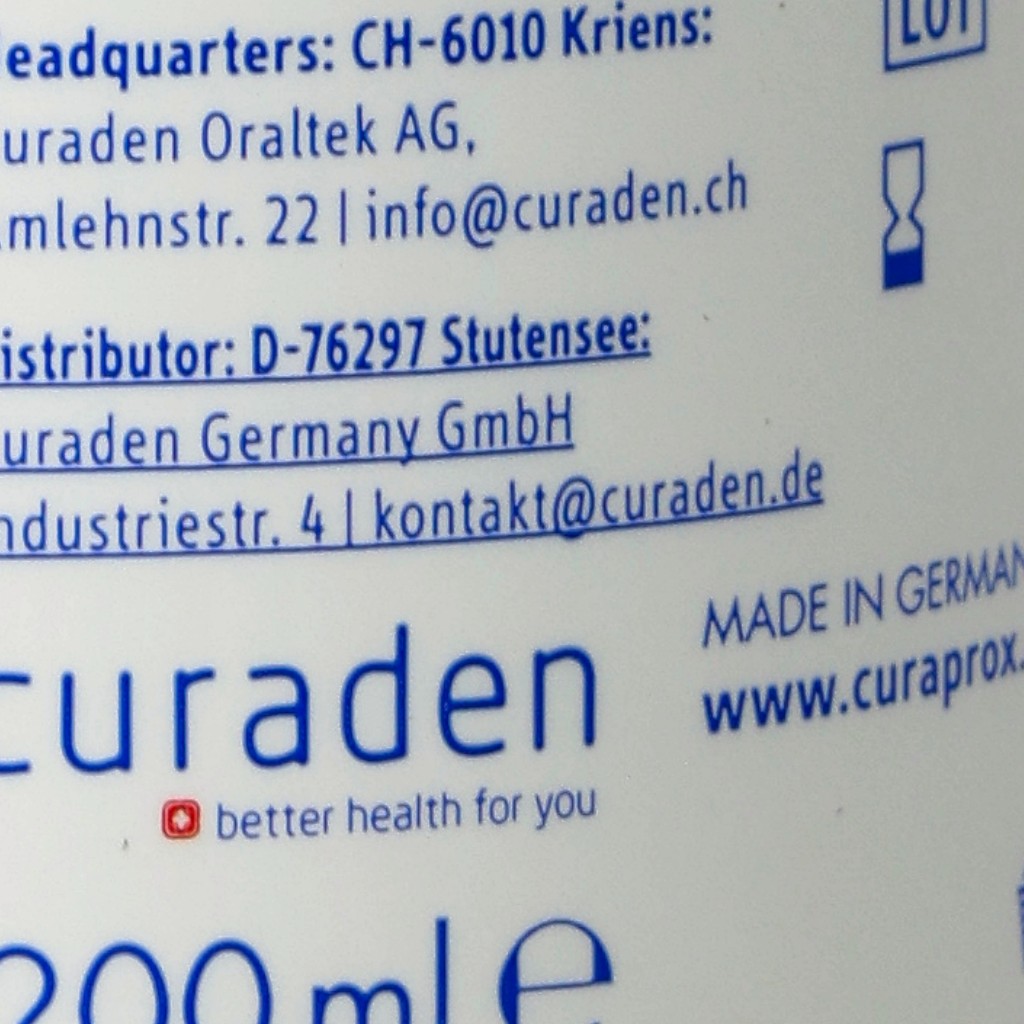 eadquarters: CH-6010 Kriens:
uraden Oraltek AG,
mlehnstr. 22 | info@curaden.ch
istributor: D-76297 Stutensee:
uraden Germany GmbH
ndustriestr. 4 | kontakt@curaden.de
LOT
MADE IN GERMAN
www.curaprox.
curaden
better health for you
200 ml e